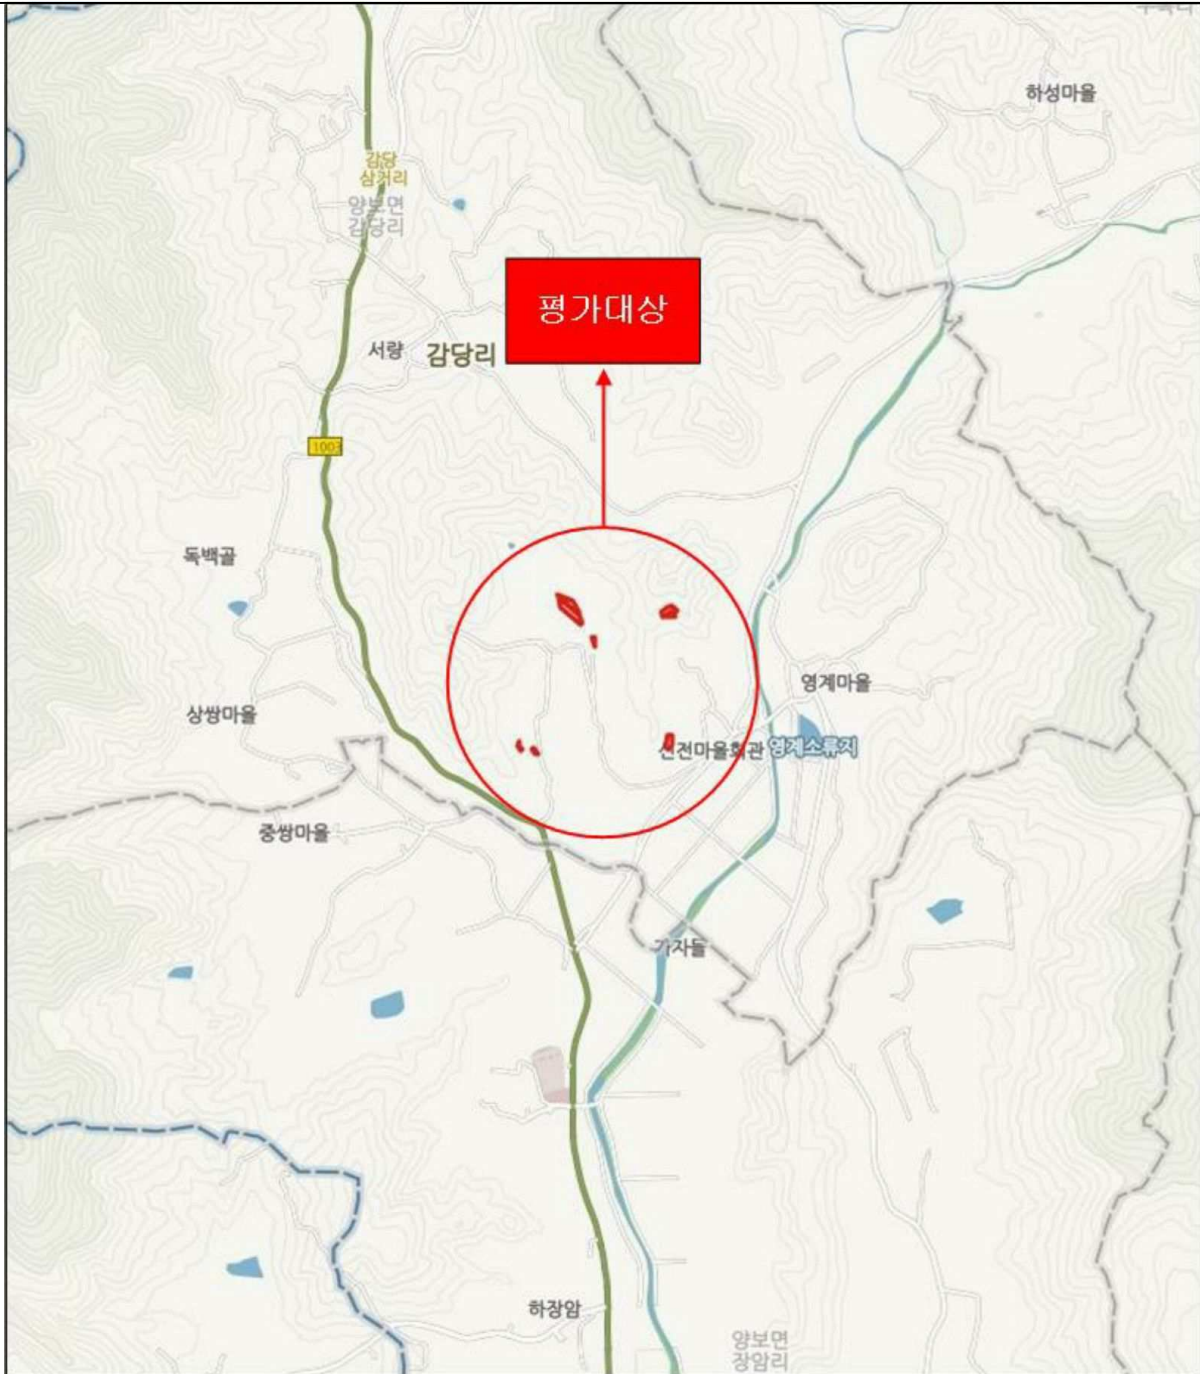 하성마을
감당
삼거리
양보면
감당리
평가대상
서량
감당리
1003
독백골
영계마을
상쌍마을
선전마을회관
영계소류지
중쌍마을
가자들
하장암
양보면
장암리